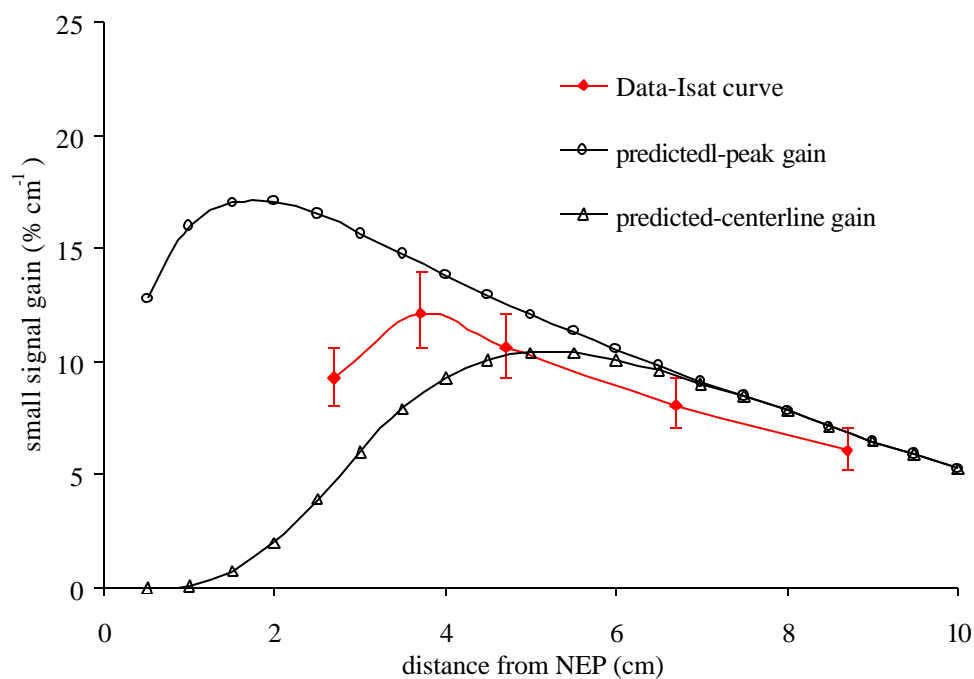 25
20
15
10
5
0
small signal gain (% cm-1 )
Data-Isat curve
predictedl-peak gain
predicted-centerline gain
0 2 4 6 8 10
distance from NEP (cm)